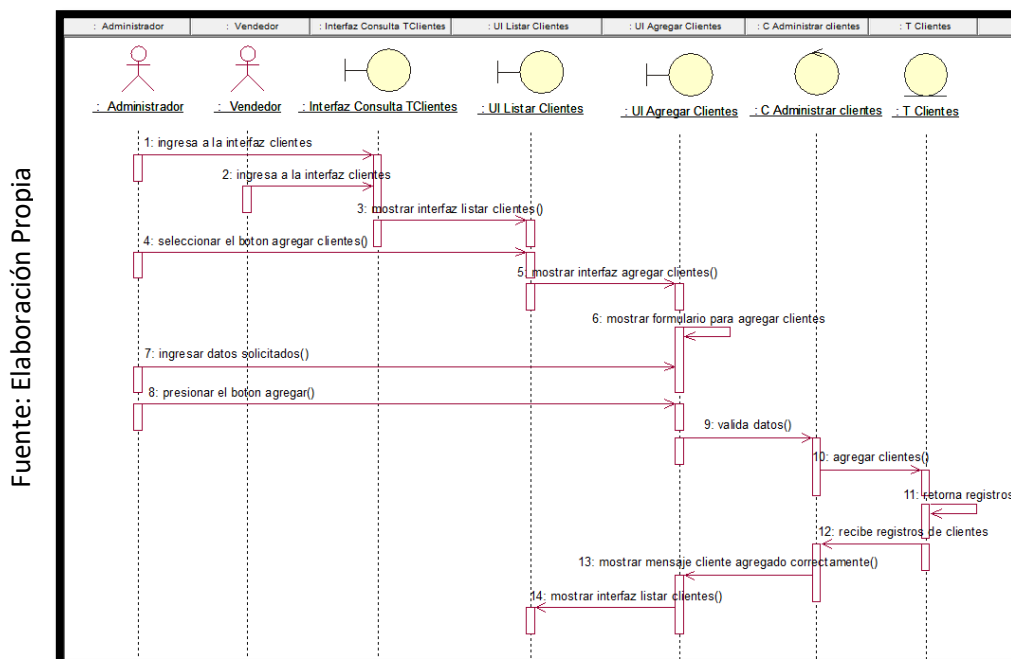 : Administrador
: Vendedor
: Interfaz Consulta TClientes
: UI Listar Clientes
: UI Agregar Clientes
: C Administrar clientes
: T Clientes
: Administrador
: Vendedor
: Interfaz Consulta TClientes
: UI Listar Clientes
: UI Agregar Clientes
: C Administrar clientes
: T Clientes
1: ingresa a la interfaz clientes
2: ingresa a la interfaz clientes
3: mostrar interfaz listar clientes()
4: seleccionar el boton agregar clientes()
5: mostrar interfaz agregar clientes()
6: mostrar formulario para agregar clientes
7: ingresar datos solicitados()
8: presionar el boton agregar()
9: valida datos()
10: agregar clientes()
11: retorna registros
12: recibe registros de clientes
13: mostrar mensaje cliente agregado correctamente()
14: mostrar interfaz listar clientes()
Fuente: Elaboración Propia